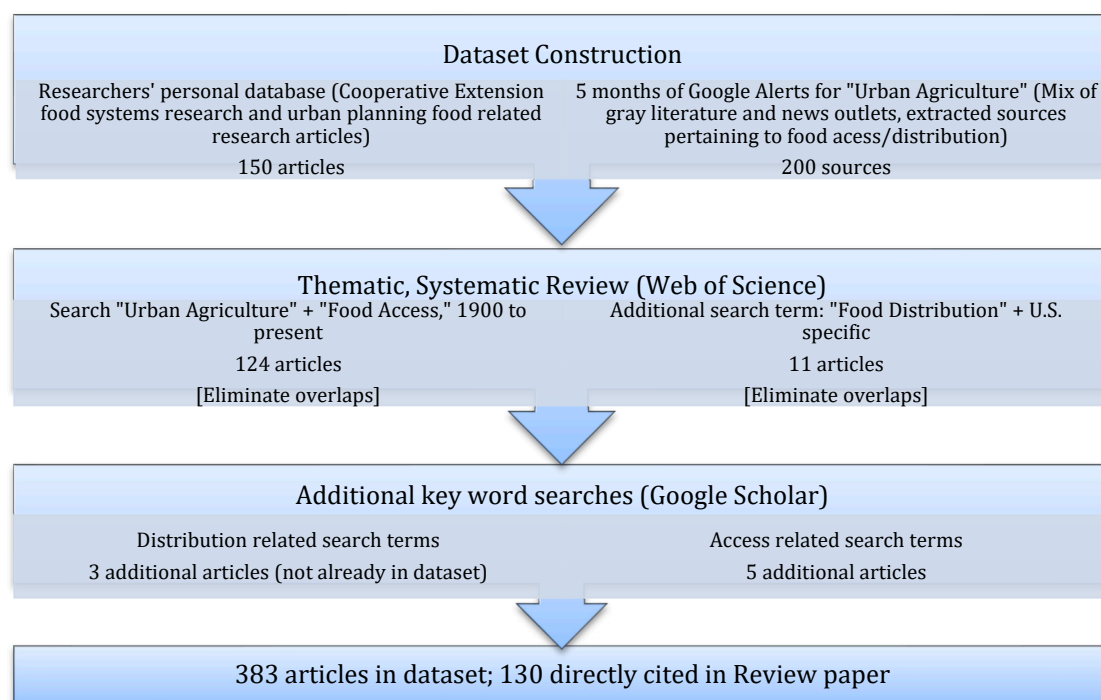 Dataset Construction
Researchers' personal database (Cooperative Extension
food systems research and urban planning food related
research articles)
150 articles
5 months of Google Alerts for "Urban Agriculture" (Mix of
gray literature and news outlets, extracted sources
pertaining to food acess/distribution)
200 sources
Thematic, Systematic Review (Web of Science)
Search "Urban Agriculture" + "Food Access," 1900 to
present
124 articles
[Eliminate overlaps]
Additional search term: "Food Distribution" + U.S.
specific
11 articles
[Eliminate overlaps]
Additional key word searches (Google Scholar)
Distribution related search terms
3 additional articles (not already in dataset)
Access related search terms
5 additional articles
383 articles in dataset; 130 directly cited in Review paper